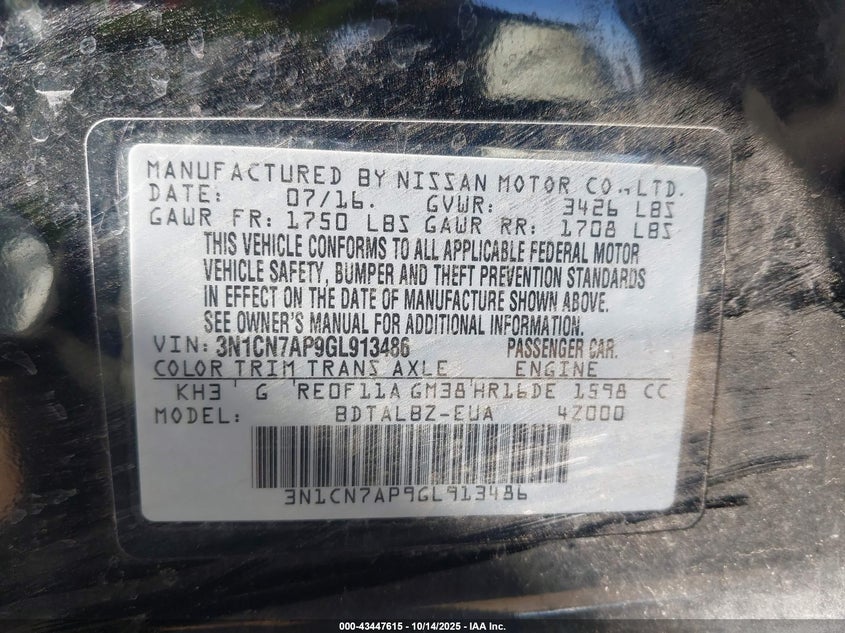 MANUFACTURED BY NISSAN MOTOR CO.,LTD.
DATE: 07/16. GVWR: 3426 LBS
GAWR FR: 1750 LBS GAWR RR: 1708 LBS
THIS VEHICLE CONFORMS TO ALL APPLICABLE FEDERAL MOTOR
VEHICLE SAFETY, BUMPER AND THEFT PREVENTION STANDARDS
IN EFFECT ON THE DATE OF MANUFACTURE SHOWN ABOVE.
SEE OWNER'S MANUAL FOR ADDITIONAL INFORMATION.
VIN: 3N1CN7AP9GL913486 PASSENGER CAR.
COLOR TRIM TRANS AXLE ENGINE
KH3 G RE0F11A GM38 HR16DE 1598 CC
MODEL: BDTALBZ-EUA 4Z000
3N1CN7AP9GL913486
000-43447615 - 10/14/2025 - IAA Inc.